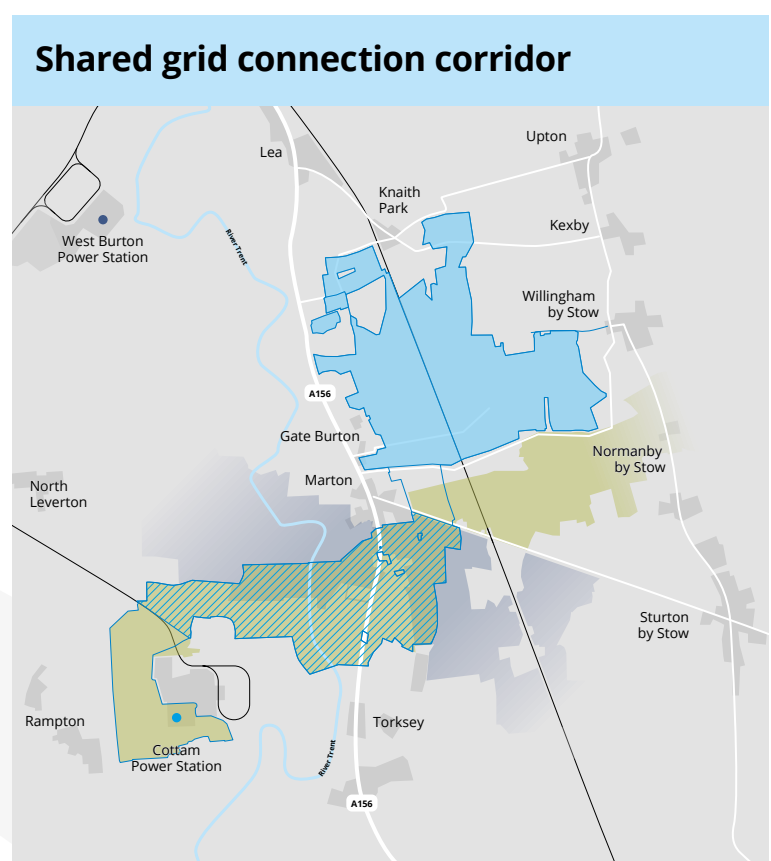 Shared grid connection corridor
Lea
Upton
Knaith
Park
Kexby
West Burton
Power Station
River Trent
Willingham
by Stow
A156
Gate Burton
Normanby
by Stow
Marton
North
Leverton
Sturton
by Stow
Rampton
Torksey
Cottam
Power Station
River Trent
A156